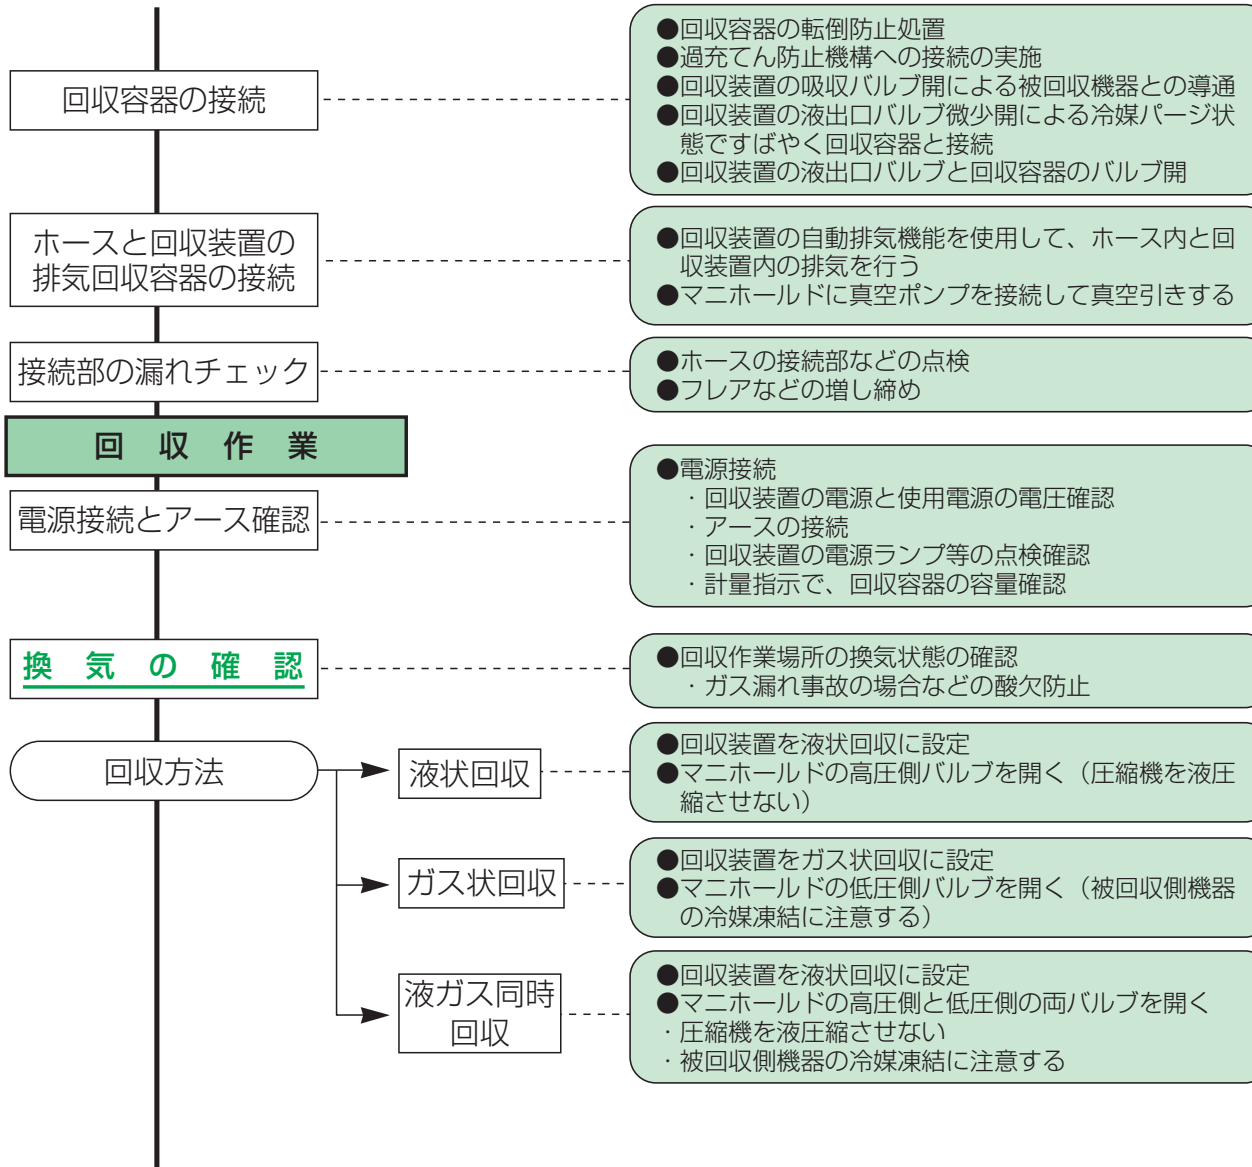 回収容器の接続
●回収容器の転倒防止処置
●過充てん防止機構への接続の実施
●回収装置の吸収バルブ開による被回収機器との導通
●回収装置の液出口バルブ微少開による冷媒パージ状
態ですばやく回収容器と接続
●回収装置の液出口バルブと回収容器のバルブ開
ホースと回収装置の
排気回収容器の接続
●回収装置の自動排気機能を使用して、ホース内と回
収装置内の排気を行う
●マニホールドに真空ポンプを接続して真空引きする
接続部の漏れチェック
●ホースの接続部などの点検
●フレアなどの増し締め
回収作業
電源接続とアース確認
●電源接続
・回収装置の電源と使用電源の電圧確認
・アースの接続
・回収装置の電源ランプ等の点検確認
・計量指示で、回収容器の容量確認
換気の確認
●回収作業場所の換気状態の確認
・ガス漏れ事故の場合などの酸欠防止
回収方法
液状回収
●回収装置を液状回収に設定
●マニホールドの高圧側バルブを開く（圧縮機を液圧
縮させない）
ガス状回収
●回収装置をガス状回収に設定
●マニホールドの低圧側バルブを開く（被回収側機器
の冷媒凍結に注意する）
液ガス同時
回収
●回収装置を液状回収に設定
●マニホールドの高圧側と低圧側の両バルブを開く
・圧縮機を液圧縮させない
・被回収側機器の冷媒凍結に注意する